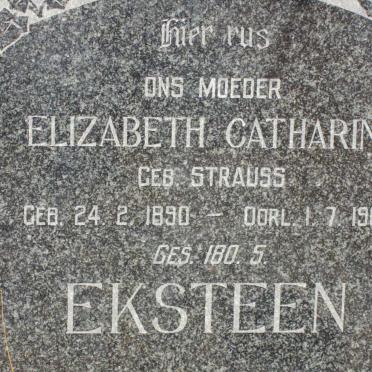 Hier rus
ONS MOEDER
ELIZABETH CATHARIN
GEB. STRAUSS
GEB. 24. 2. 1890 — OORL. 1. 7. 19
GES. 180. 5.
EKSTEEN